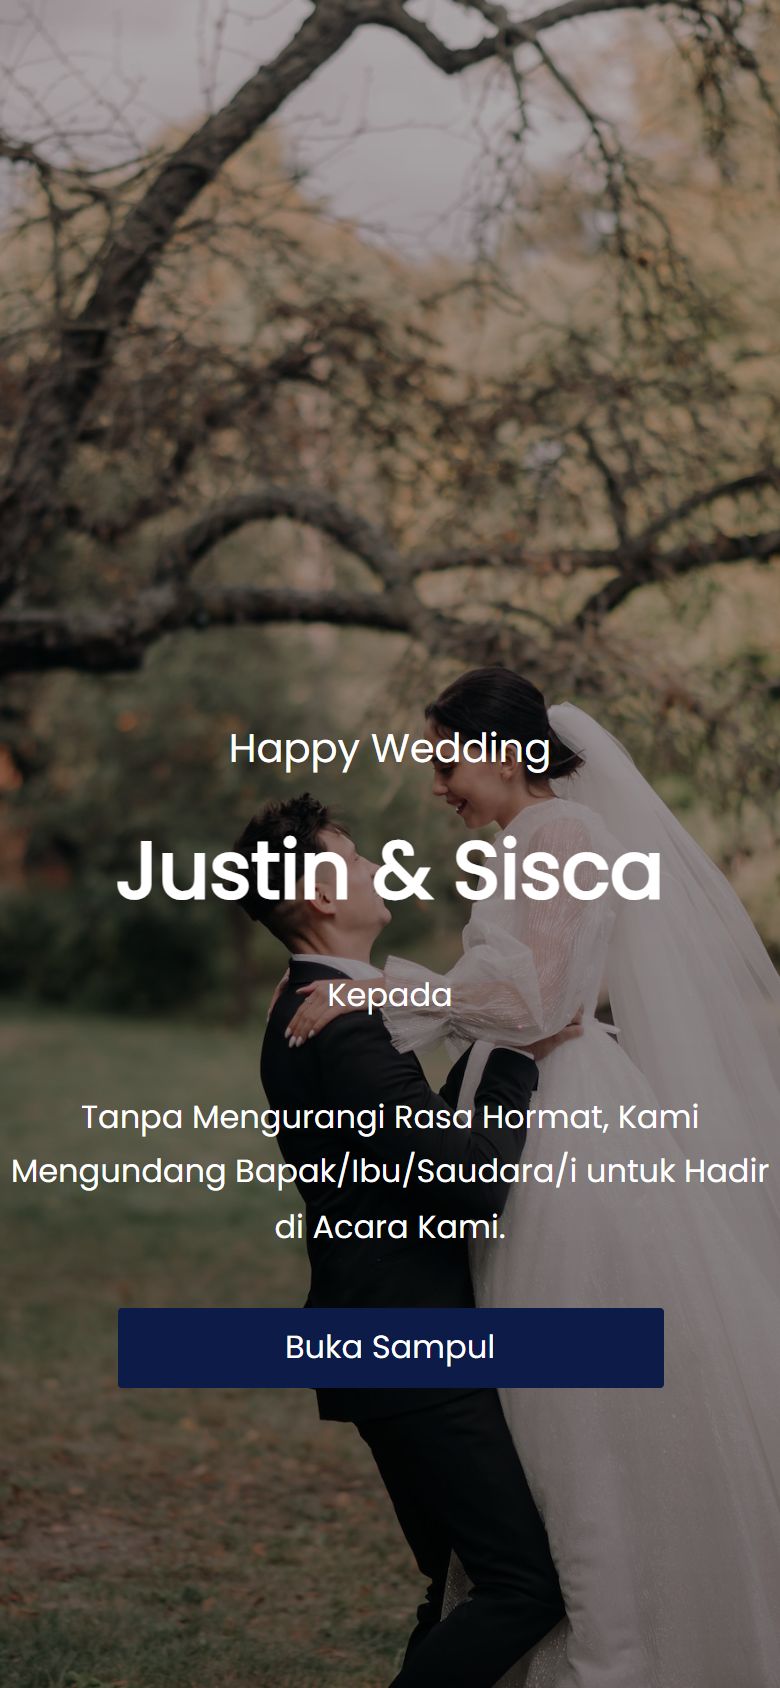 Happy Wedding
Justin & Sisca
Kepada
Tanpa Mengurangi Rasa Hormat, Kami
Mengundang Bapak/Ibu/Saudara/i untuk Hadir
di Acara Kami.
Buka Sampul